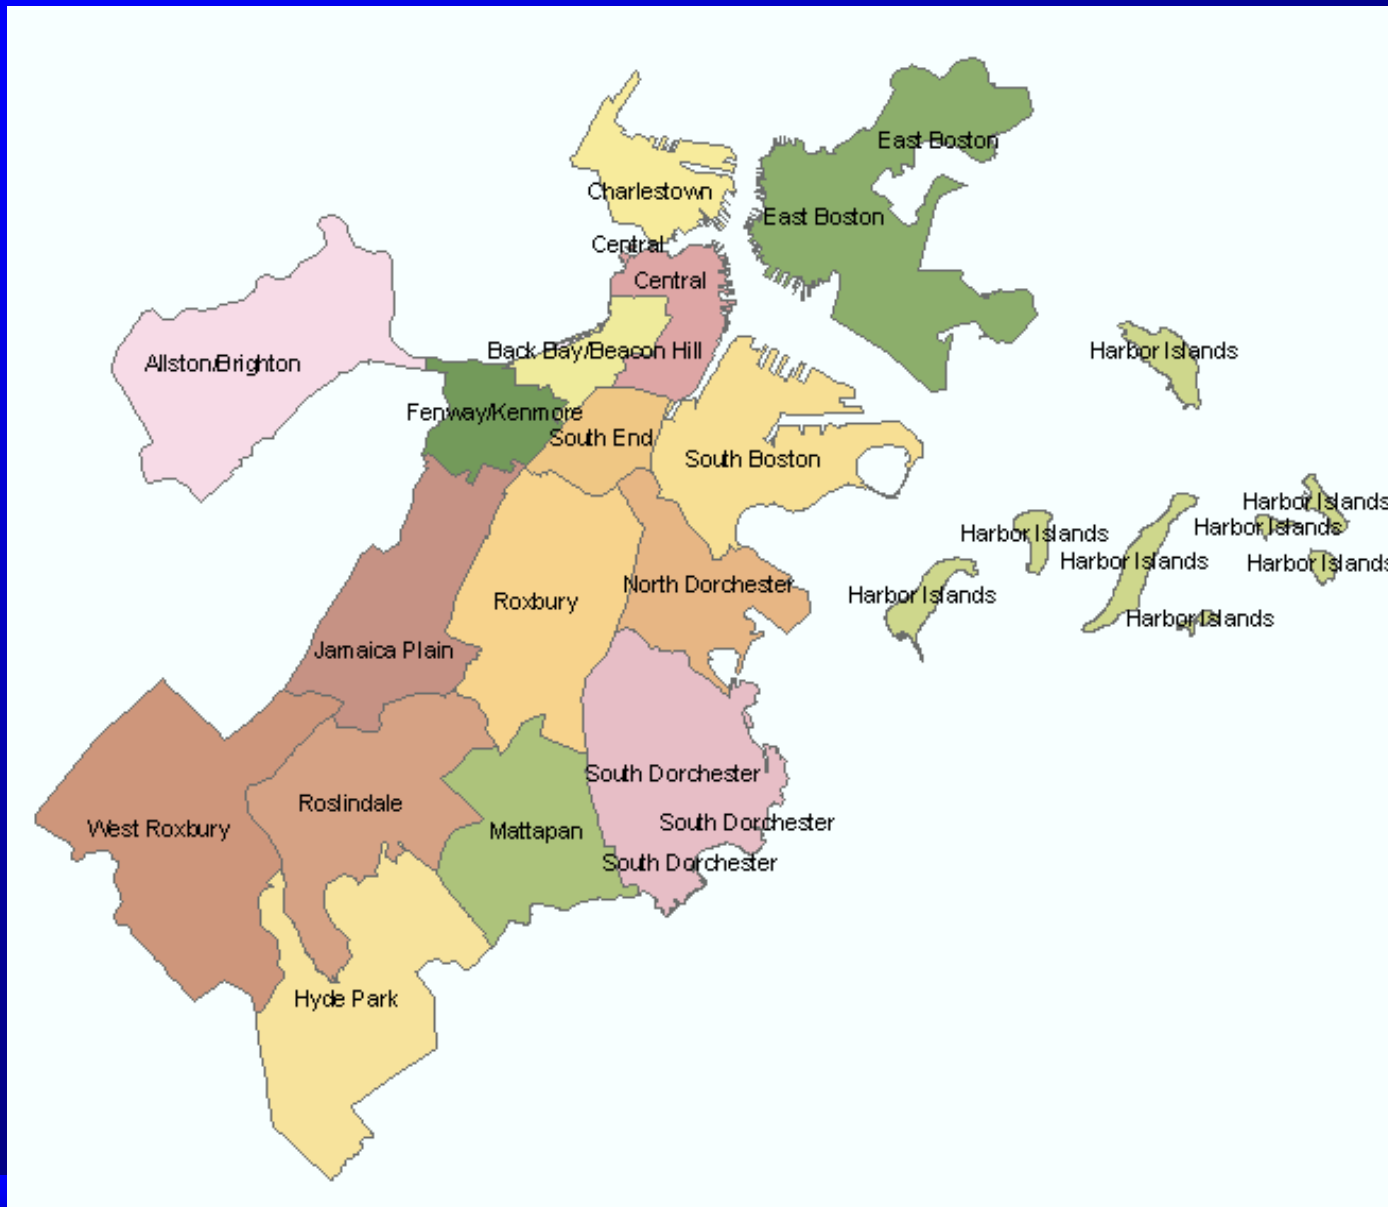 East Boston
Charlestown
East Boston
Central
Central
Back Bay/Beacon Hill
Harbor Islands
Allston/Brighton
Fenway/Kenmore
South End
South Boston
Harbor Islands
Harbor Islands
Harbor Islands
Harbor Islands
Harbor Islands
North Dorchester
Harbor Islands
Roxbury
Harbor Islands
Jamaica Plain
South Dorchester
Roslindale
South Dorchester
West Roxbury
Mattapan
South Dorchester
Hyde Park